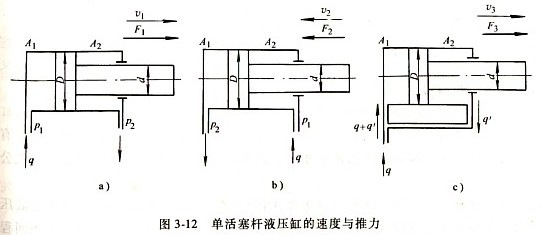 v₁
F₁
A₁
A₂
D
d
p₁
p₂
q
a)
v₂
F₂
A₁
A₂
D
d
p₂
p₁
q
b)
v₃
F₃
A₁
A₂
D
d
q+q'
q'
q
c)
图 3-12 单活塞杆液压缸的速度与推力